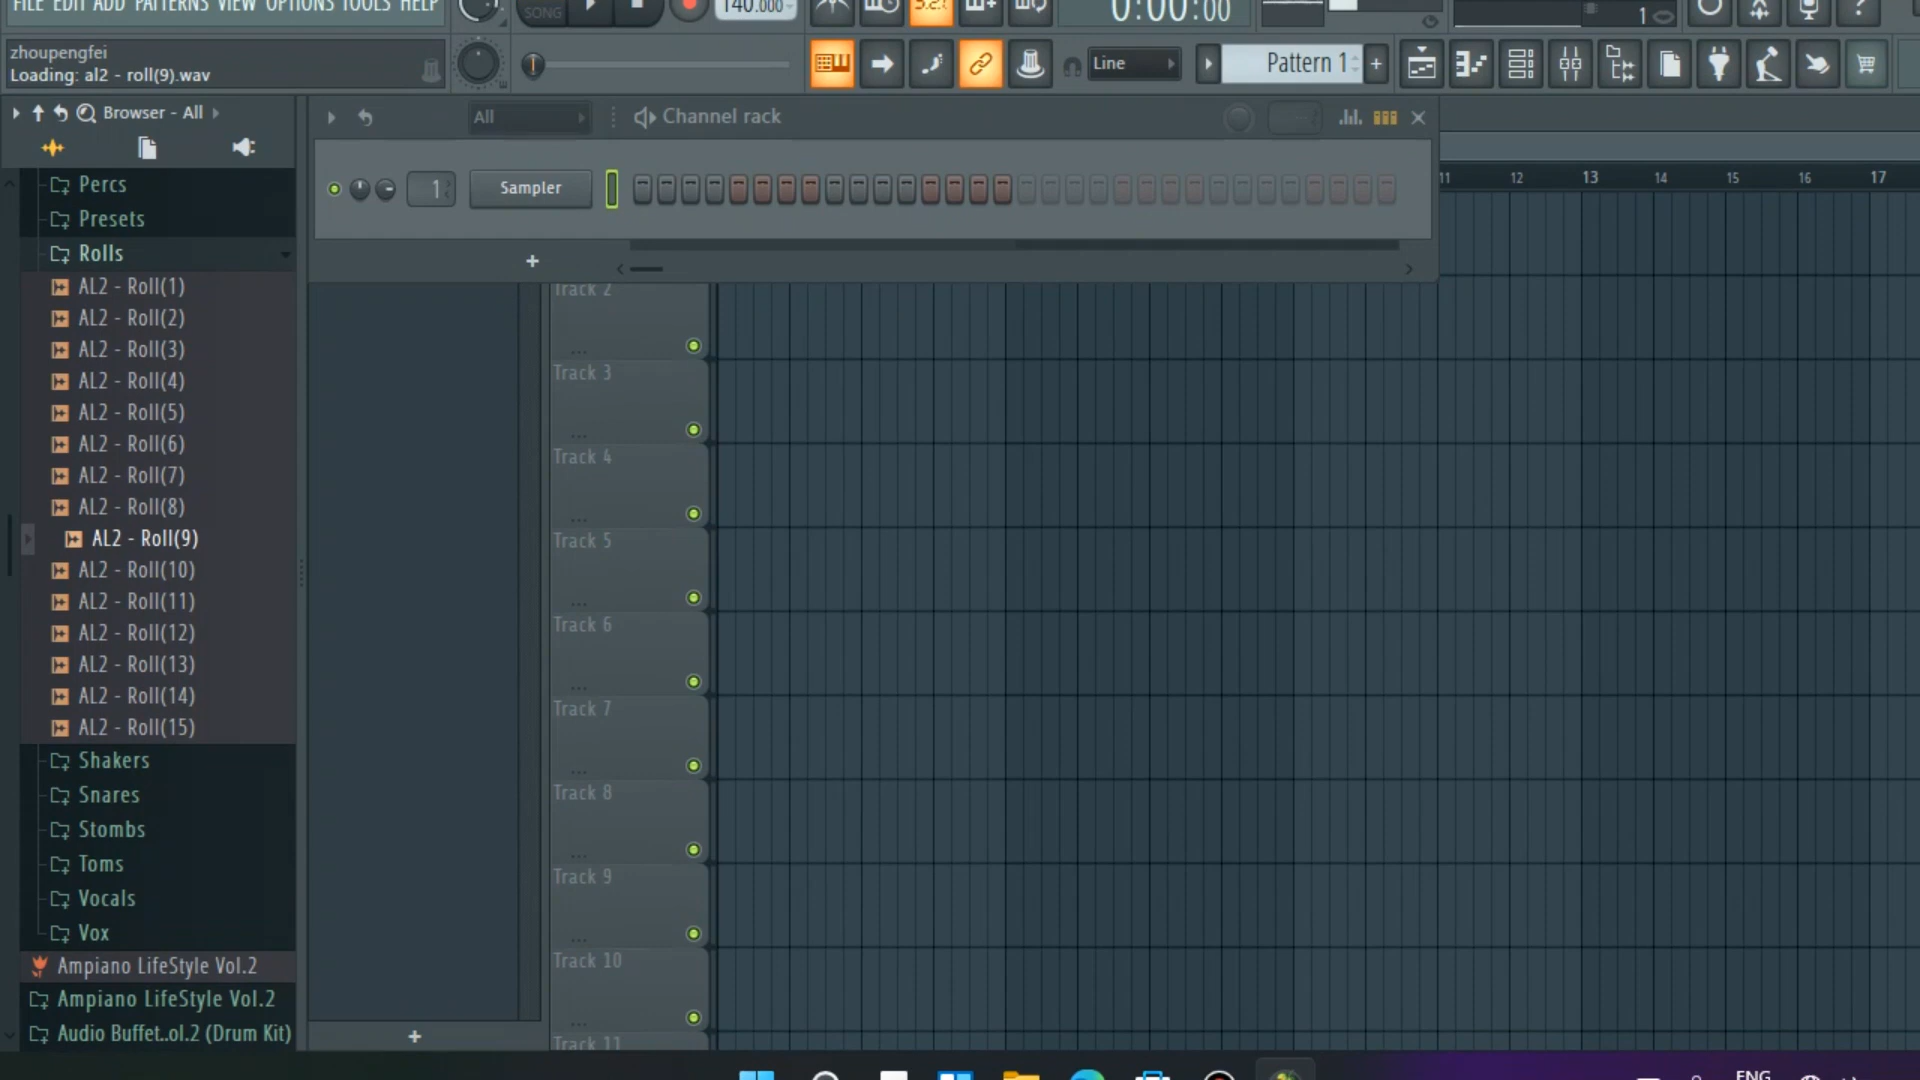 FILE EDIT ADD PATTERNS VIEW OPTIONS TOOLS HELP
SONG
140.000
0:00:00
1
zhoupengfei
Loading: al2 - roll(9).wav
Line
Pattern 1
+
Browser - All
All
Channel rack
1
Sampler
+
11 12 13 14 15 16 17
Percs
Presets
Rolls
AL2 - Roll(1)
AL2 - Roll(2)
AL2 - Roll(3)
AL2 - Roll(4)
AL2 - Roll(5)
AL2 - Roll(6)
AL2 - Roll(7)
AL2 - Roll(8)
AL2 - Roll(9)
AL2 - Roll(10)
AL2 - Roll(11)
AL2 - Roll(12)
AL2 - Roll(13)
AL2 - Roll(14)
AL2 - Roll(15)
Shakers
Snares
Stombs
Toms
Vocals
Vox
Ampiano LifeStyle Vol.2
Ampiano LifeStyle Vol.2
Audio Buffet..ol.2 (Drum Kit)
Track 2
Track 3
Track 4
Track 5
Track 6
Track 7
Track 8
Track 9
Track 10
Track 11
+
ENG